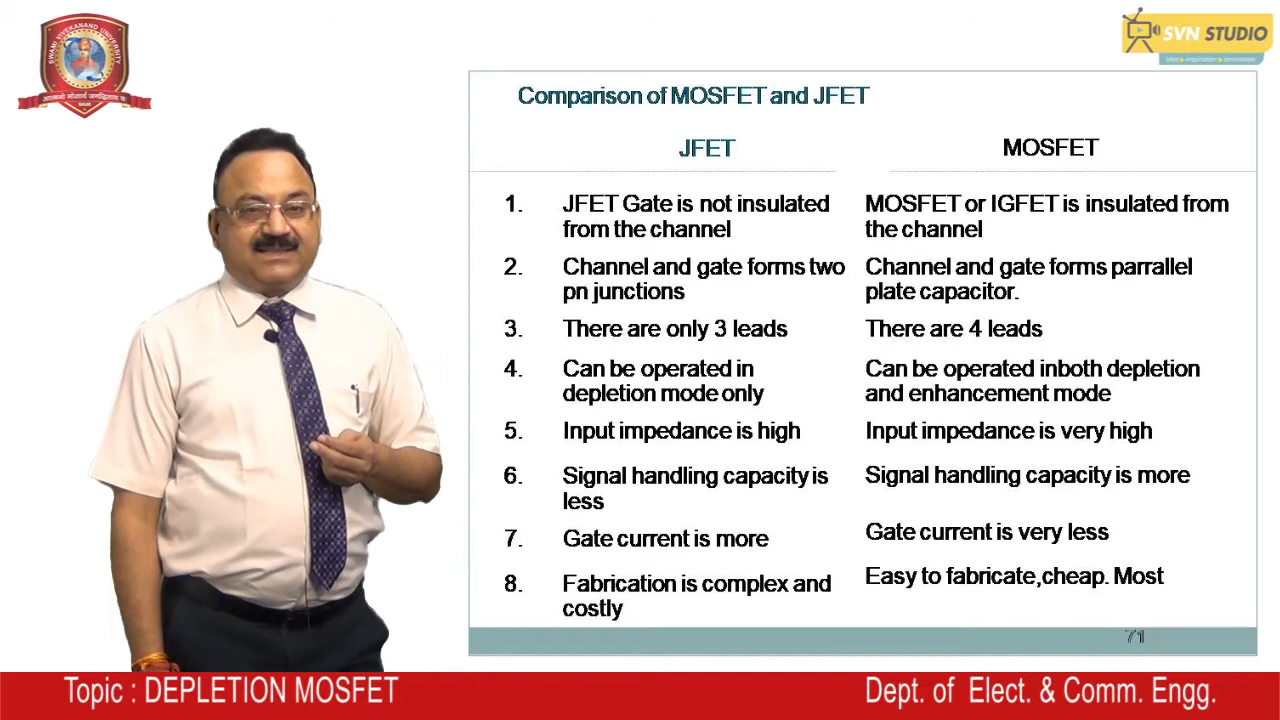 SWAMI VIVEKANAND UNIVERSITY
SVN STUDIO
Comparison of MOSFET and JFET
JFET MOSFET
1. JFET Gate is not insulated from the channel
MOSFET or IGFET is insulated from the channel
2. Channel and gate forms two pn junctions
Channel and gate forms parrallel plate capacitor.
3. There are only 3 leads
There are 4 leads
4. Can be operated in depletion mode only
Can be operated inboth depletion and enhancement mode
5. Input impedance is high
Input impedance is very high
6. Signal handling capacity is less
Signal handling capacity is more
7. Gate current is more
Gate current is very less
8. Fabrication is complex and costly
Easy to fabricate,cheap. Most
71
Topic : DEPLETION MOSFET
Dept. of Elect. & Comm. Engg.